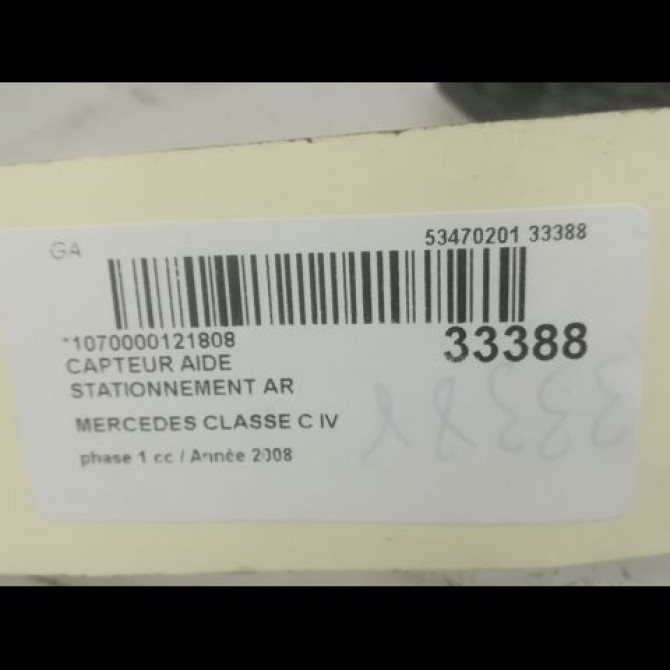 GA
53470201 33388
*1070000121808
33388
CAPTEUR AIDE
STATIONNEMENT AR
MERCEDES CLASSE C IV
phase 1 cc / Année 2008